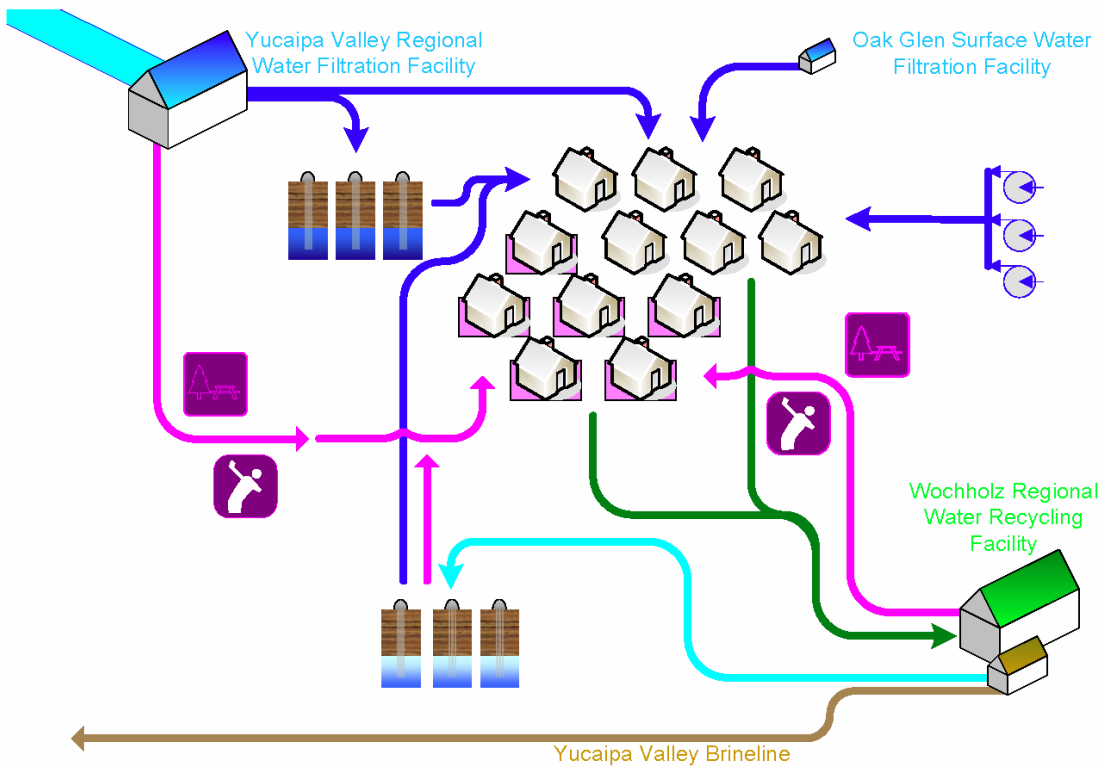 Yucaipa Valley Regional
Water Filtration Facility
Oak Glen Surface Water
Filtration Facility
Wochholz Regional
Water Recycling
Facility
Yucaipa Valley Brineline